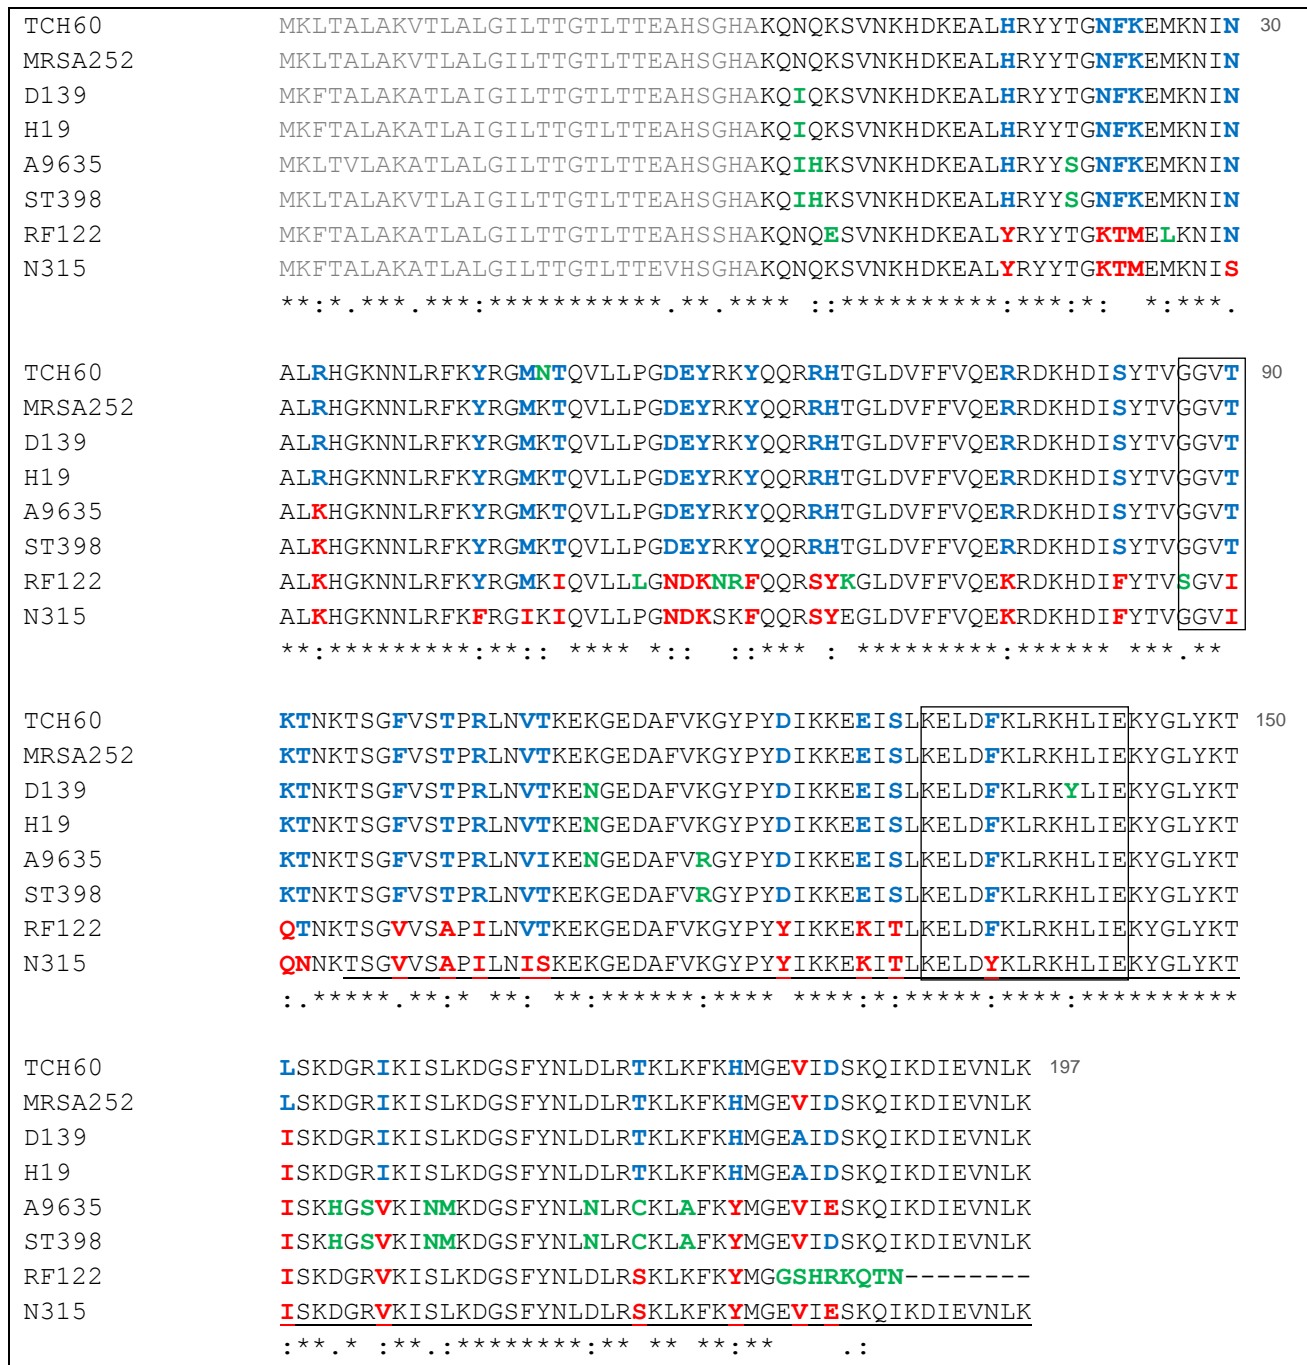 TCH60 MKLTALAKVTLALGILTTGTLTTEAHSGHAKQNQKSVNKHDKEALHRYYTGNFKEMKNIN 30
MRSA252 MKLTALAKVTLALGILTTGTLTTEAHSGHAKQNQKSVNKHDKEALHRYYTGNFKEMKNIN
D139 MKFTALAKATLAIGILTTGTLTTEAHSGHAKQIQKSVNKHDKEALHRYYTGNFKEMKNIN
H19 MKFTALAKATLAIGILTTGTLTTEAHSGHAKQIQKSVNKHDKEALHRYYTGNFKEMKNIN
A9635 MKLTVLAKATLALGILTTGTLTTEAHSGHAKQIHKSVNKHDKEALHRYYSGNFKEMKNIN
ST398 MKLTALAKATLALGILTTGTLTTEAHSGHAKQIHKSVNKHDKEALHRYYSGNFKEMKNIN
RF122 MKFTALAKATLALGILTTGTLTTEAHSSHAKQNQESVNKHDKEALYRYYTGKTMELKNIN
N315 MKFTALAKATLALGILTTGTLTTEVHSGHAKQNQKSVNKHDKEALYRYYTGKTMEMKNIS
**:*.***.***:***********.**.**** ::**********:***:*:  *:***.
TCH60 ALRHGKNNLRFKYRGMNTQVLLPGDEYRKYQQRRHTGLDVFFVQERRDKHDISYTVGGVT 90
MRSA252 ALRHGKNNLRFKYRGMKTQVLLPGDEYRKYQQRRHTGLDVFFVQERRDKHDISYTVGGVT
D139 ALRHGKNNLRFKYRGMKTQVLLPGDEYRKYQQRRHTGLDVFFVQERRDKHDISYTVGGVT
H19 ALRHGKNNLRFKYRGMKTQVLLPGDEYRKYQQRRHTGLDVFFVQERRDKHDISYTVGGVT
A9635 ALKHGKNNLRFKYRGMKTQVLLPGDEYRKYQQRRHTGLDVFFVQERRDKHDISYTVGGVT
ST398 ALKHGKNNLRFKYRGMKTQVLLPGDEYRKYQQRRHTGLDVFFVQERRDKHDISYTVGGVT
RF122 ALKHGKNNLRFKYRGMKIQVLLLGNDKNRFQQRSYKGLDVFFVQEKRDKHDIFYTVSGVI
N315 ALKHGKNNLRFKFRGIKIQVLLPGNDKSKFQQRSYEGLDVFFVQEKRDKHDIFYTVGGVI
**:*********:**:: **** *::  ::*** : *********:****** ***.**
TCH60 KTNKTSGFVSTPRLNVTKEKGEDAFVKGYPYDIKKEEISLKELDFKLRKHLIEKYGLYKT 150
MRSA252 KTNKTSGFVSTPRLNVTKEKGEDAFVKGYPYDIKKEEISLKELDFKLRKHLIEKYGLYKT
D139 KTNKTSGFVSTPRLNVTKENGEDAFVKGYPYDIKKEEISLKELDFKLRKYLIEKYGLYKT
H19 KTNKTSGFVSTPRLNVTKENGEDAFVKGYPYDIKKEEISLKELDFKLRKHLIEKYGLYKT
A9635 KTNKTSGFVSTPRLNVIKENGEDAFVRGYPYDIKKEEISLKELDFKLRKHLIEKYGLYKT
ST398 KTNKTSGFVSTPRLNVTKEKGEDAFVRGYPYDIKKEEISLKELDFKLRKHLIEKYGLYKT
RF122 QTNKTSGVVSAPILNVTKEKGEDAFVKGYPYYIKKEKITLKELDFKLRKHLIEKYGLYKT
N315 QNNKTSGVVSAPILNISKEKGEDAFVKGYPYYIKKEKITLKELDYKLRKHLIEKYGLYKT
:.*****.**:* **: **:******:**** ****:*:*****:****:**********
TCH60 LSKDGRIKISLKDGSFYNLDLRTKLKFKHMGEVIDSKQIKDIEVNLK 197
MRSA252 LSKDGRIKISLKDGSFYNLDLRTKLKFKHMGEVIDSKQIKDIEVNLK
D139 ISKDGRIKISLKDGSFYNLDLRTKLKFKHMGEAIDSKQIKDIEVNLK
H19 ISKDGRIKISLKDGSFYNLDLRTKLKFKHMGEAIDSKQIKDIEVNLK
A9635 ISKHGSVKINMKDGSFYNLNLRCKLAFKYMGEVIESKQIKDIEVNLK
ST398 ISKHGSVKINMKDGSFYNLNLRCKLAFKYMGEVIDSKQIKDIEVNLK
RF122 ISKDGRVKISLKDGSFYNLDLRSKLKFKYMGGSHRKQTN--------
N315 ISKDGRVKISLKDGSFYNLDLRSKLKFKYMGEVIESKQIKDIEVNLK
:**.* :**.:********:** ** **:**     .: